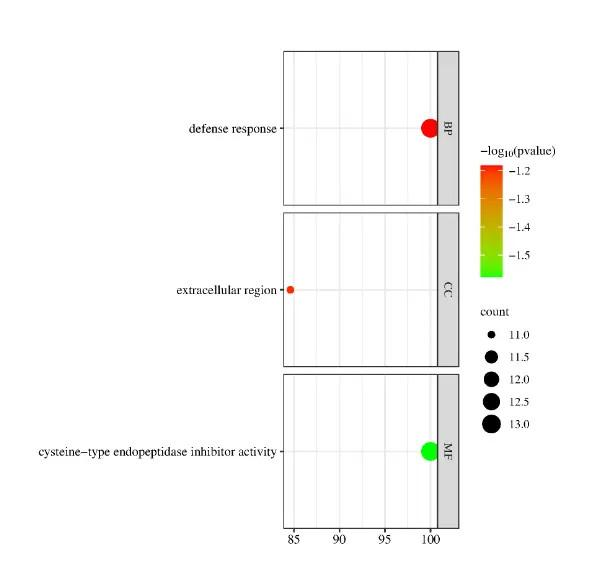 defense response
BP
extracellular region
CC
cysteine−type endopeptidase inhibitor activity
MF
85 90 95 100
−log10(pvalue)
−1.2
−1.3
−1.4
−1.5
count
11.0
11.5
12.0
12.5
13.0